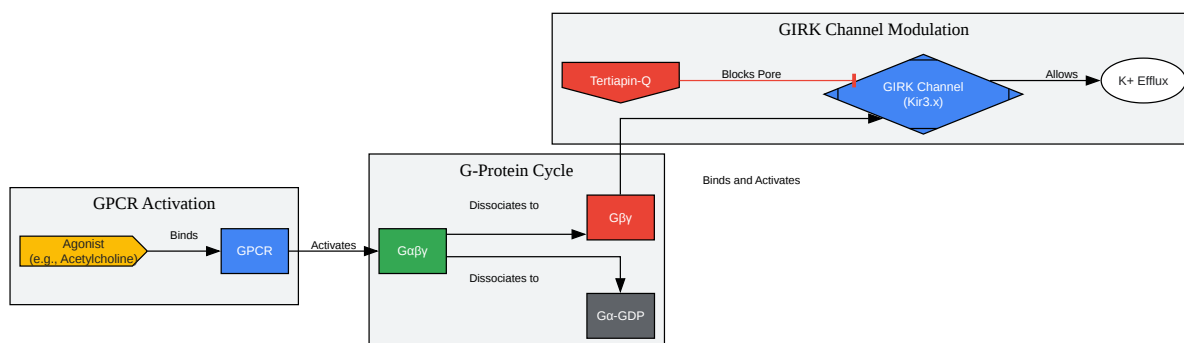 GIRK Channel Modulation
Tertiapin-Q
Blocks Pore
GIRK Channel
(Kir3.x)
Allows
K+ Efflux
G-Protein Cycle
Binds and Activates
GPCR Activation
Dissociates to
Gβγ
Agonist
(e.g., Acetylcholine)
Binds
GPCR
Activates
Gαβγ
Dissociates to
Gα-GDP